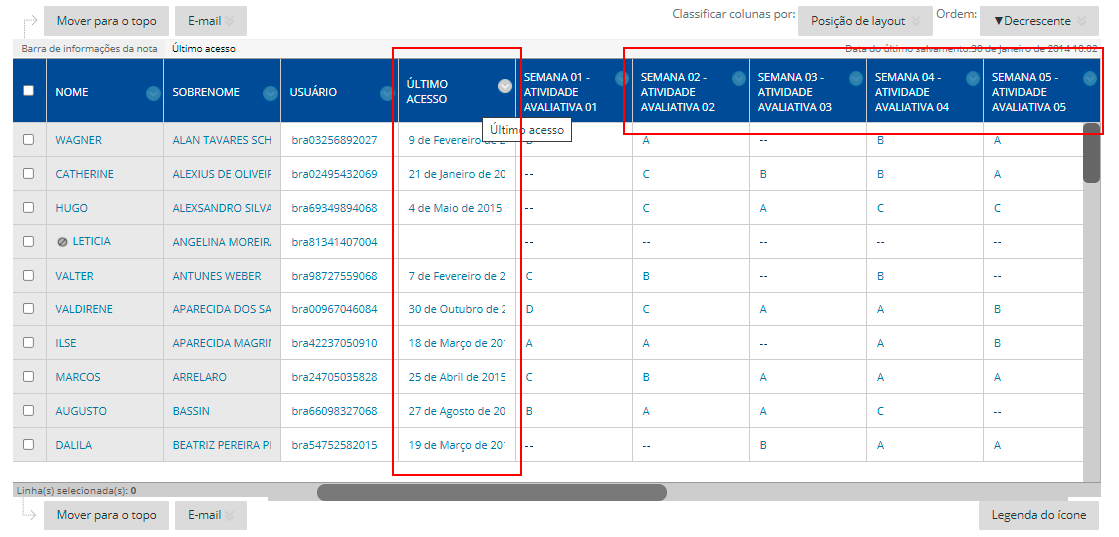 Classificar colunas por: Posição de layout Ordem: ▼Decrescente
Mover para o topo E-mail
Barra de informações da nota Último acesso Data do último salvamento:30 de Janeiro de 2014 10:02
NOME SOBRENOME USUÁRIO ÚLTIMO ACESSO SEMANA 01 - ATIVIDADE AVALIATIVA 01 SEMANA 02 - ATIVIDADE AVALIATIVA 02 SEMANA 03 - ATIVIDADE AVALIATIVA 03 SEMANA 04 - ATIVIDADE AVALIATIVA 04 SEMANA 05 - ATIVIDADE AVALIATIVA 05
Último acesso
WAGNER ALAN TAVARES SCH bra03256892027 9 de Fevereiro A -- B A
CATHERINE ALEXIUS DE OLIVEIF bra02495432069 21 de Janeiro de 20 -- C B B A
HUGO ALEXSANDRO SILVA bra69349894068 4 de Maio de 2015 -- C A C C
LETICIA ANGELINA MOREIRA bra81341407004 -- -- -- -- --
VALTER ANTUNES WEBER bra98727559068 7 de Fevereiro de 2 C B -- B --
VALDIRENE APARECIDA DOS SA bra00967046084 30 de Outubro de 2 D C A A B
ILSE APARECIDA MAGRIN bra42237050910 18 de Março de 20 A A -- A B
MARCOS ARRELARO bra24705035828 25 de Abril de 2015 C B A A A
AUGUSTO BASSIN bra66098327068 27 de Agosto de 20 B A A C --
DALILA BEATRIZ PEREIRA P bra54752582015 19 de Março de 20 -- -- B A A
Linha(s) selecionada(s): 0
Mover para o topo E-mail Legenda do ícone